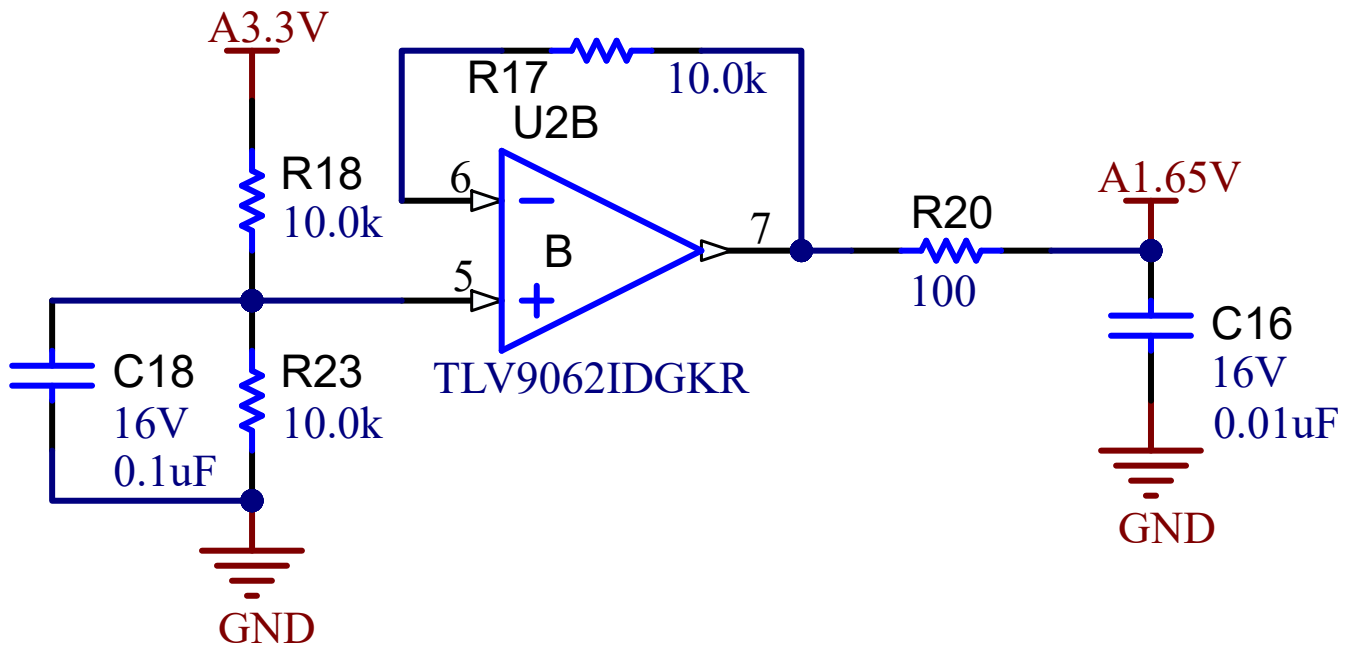 A3.3V
R17
10.0k
U2B
R18
10.0k
6
−
B
7
5
+
TLV9062IDGKR
C18
16V
0.1uF
R23
10.0k
GND
R20
100
A1.65V
C16
16V
0.01uF
GND